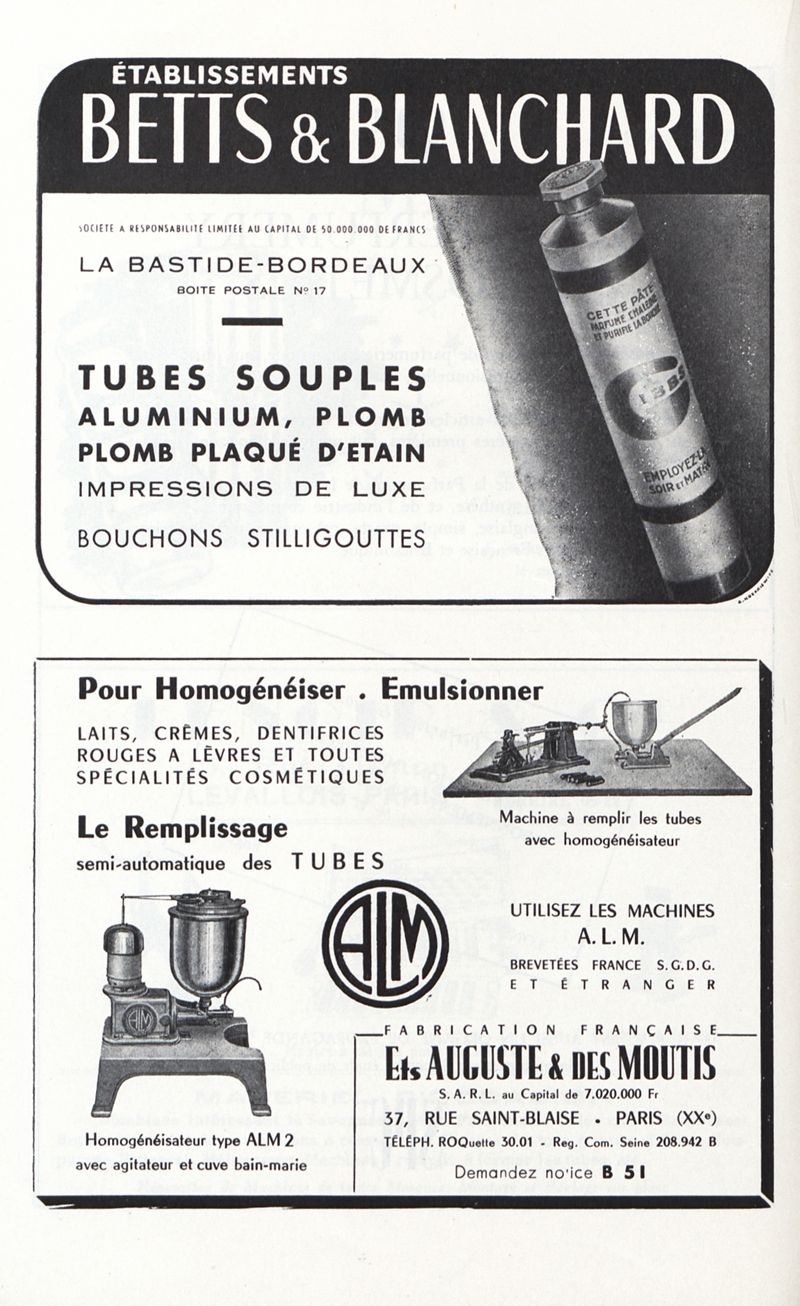 ÉTABLISSEMENTS
BETTS & BLANCHARD
SOCIÉTÉ A RESPONSABILITÉ LIMITÉE AU CAPITAL DE 50.000.000 DE FRANCS
LA BASTIDE-BORDEAUX
BOITE POSTALE N° 17
TUBES SOUPLES
ALUMINIUM, PLOMB
PLOMB PLAQUÉ D'ETAIN
IMPRESSIONS DE LUXE
BOUCHONS STILLIGOUTTES
CETTE PÂTE
PARFUME L'HALEINE
ET PURIFIE LA BOUCHE
GIBBS
EMPLOYEZ-LA
SOIR ET MATIN
Pour Homogénéiser . Emulsionner
LAITS, CRÊMES, DENTIFRICES
ROUGES A LÈVRES ET TOUTES
SPÉCIALITÉS COSMÉTIQUES
Machine à remplir les tubes
avec homogénéisateur
Le Remplissage
semi-automatique des TUBES
ALM
UTILISEZ LES MACHINES
A. L. M.
BREVETÉES FRANCE S.G.D.G.
ET ÉTRANGER
ALM
Homogénéisateur type ALM 2
avec agitateur et cuve bain-marie
FABRICATION FRANÇAISE
Ets AUGUSTE & DES MOUTIS
S. A. R. L. au Capital de 7.020.000 Fr
37, RUE SAINT-BLAISE • PARIS (XXe)
TÉLÉPH. ROQuette 30.01 - Reg. Com. Seine 208.942 B
Demandez no'ice B 51